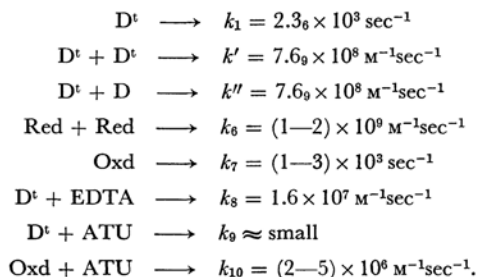 Dᵗ ⟶ k₁ = 2.3₆ × 10³ sec⁻¹
Dᵗ + Dᵗ ⟶ k′ = 7.6₉ × 10⁸ ᴍ⁻¹sec⁻¹
Dᵗ + D ⟶ k″ = 7.6₉ × 10⁸ ᴍ⁻¹sec⁻¹
Red + Red ⟶ k₆ = (1—2) × 10⁹ ᴍ⁻¹sec⁻¹
Oxd ⟶ k₇ = (1—3) × 10³ sec⁻¹
Dᵗ + EDTA ⟶ k₈ = 1.6 × 10⁷ ᴍ⁻¹sec⁻¹
Dᵗ + ATU ⟶ k₉ ≈ small
Oxd + ATU ⟶ k₁₀ = (2—5) × 10⁶ ᴍ⁻¹sec⁻¹.